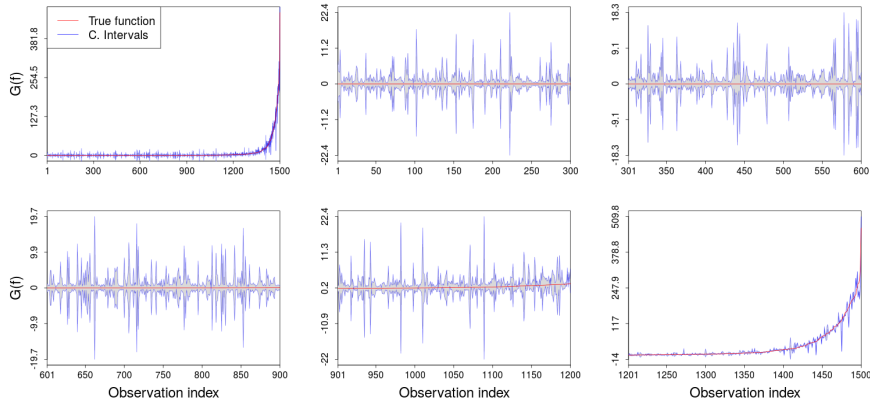 True function
C. Intervals
G(f)
381.8
254.5
127.3
0
1 300 600 900 1200 1500
22.4
11.2
0
-11.2
-22.4
1 50 100 150 200 250 300
18.3
9.1
0
-9.1
-18.3
301 350 400 450 500 550 600
G(f)
19.7
9.9
0
-9.9
-19.7
601 650 700 750 800 850 900
Observation index
22.4
11.3
0.2
-10.9
-22
901 950 1000 1050 1100 1150 1200
Observation index
509.8
378.8
247.9
117
-14
1201 1250 1300 1350 1400 1450 1500
Observation index